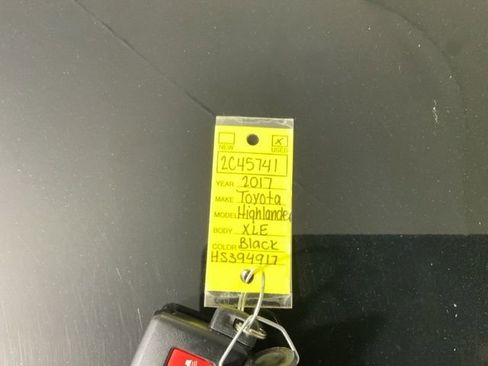 NEW X USED
2C45741
YEAR 2017
MAKE Toyota
MODEL Highlander
BODY XLE
COLOR Black
HS394917